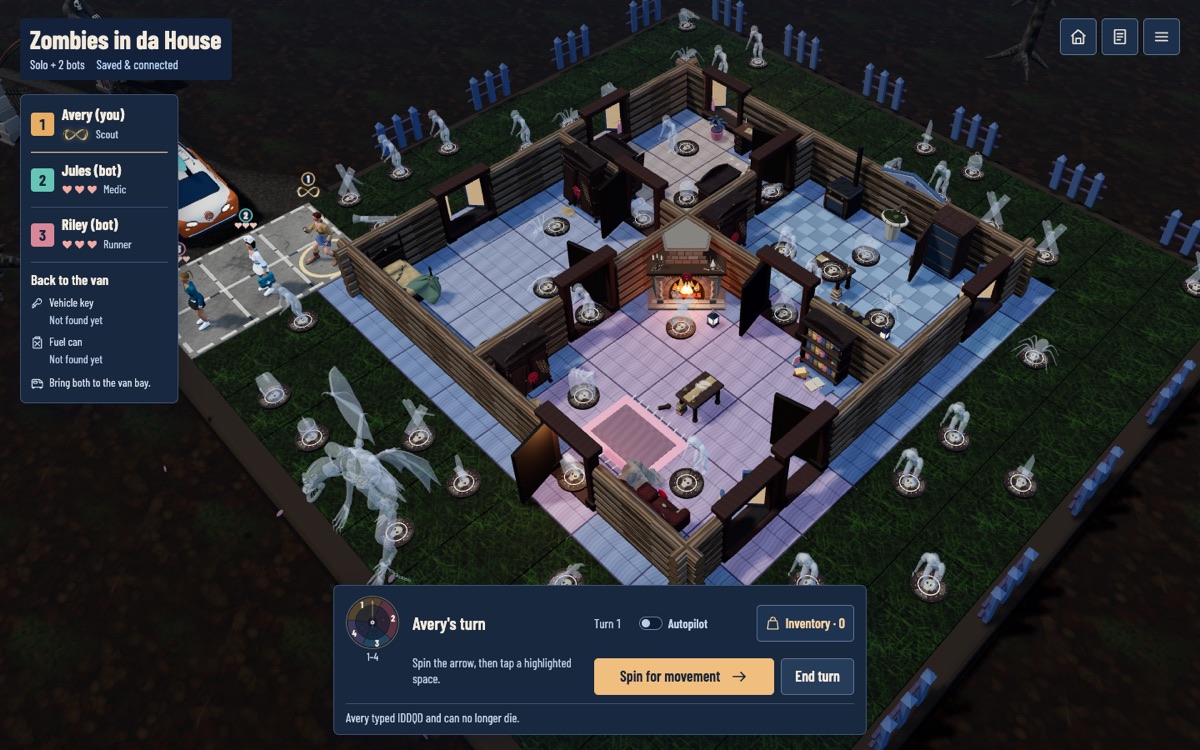 Zombies in da House
Solo + 2 bots Saved & connected
1 Avery (you)
Scout
2 Jules (bot)
Medic
3 Riley (bot)
Runner
Back to the van
Vehicle key
Not found yet
Fuel can
Not found yet
Bring both to the van bay.
1
2
1 2 3 4
1-4
Avery's turn
Turn 1
Autopilot
Inventory · 0
Spin the arrow, then tap a highlighted
space.
Spin for movement →
End turn
Avery typed IDDQD and can no longer die.